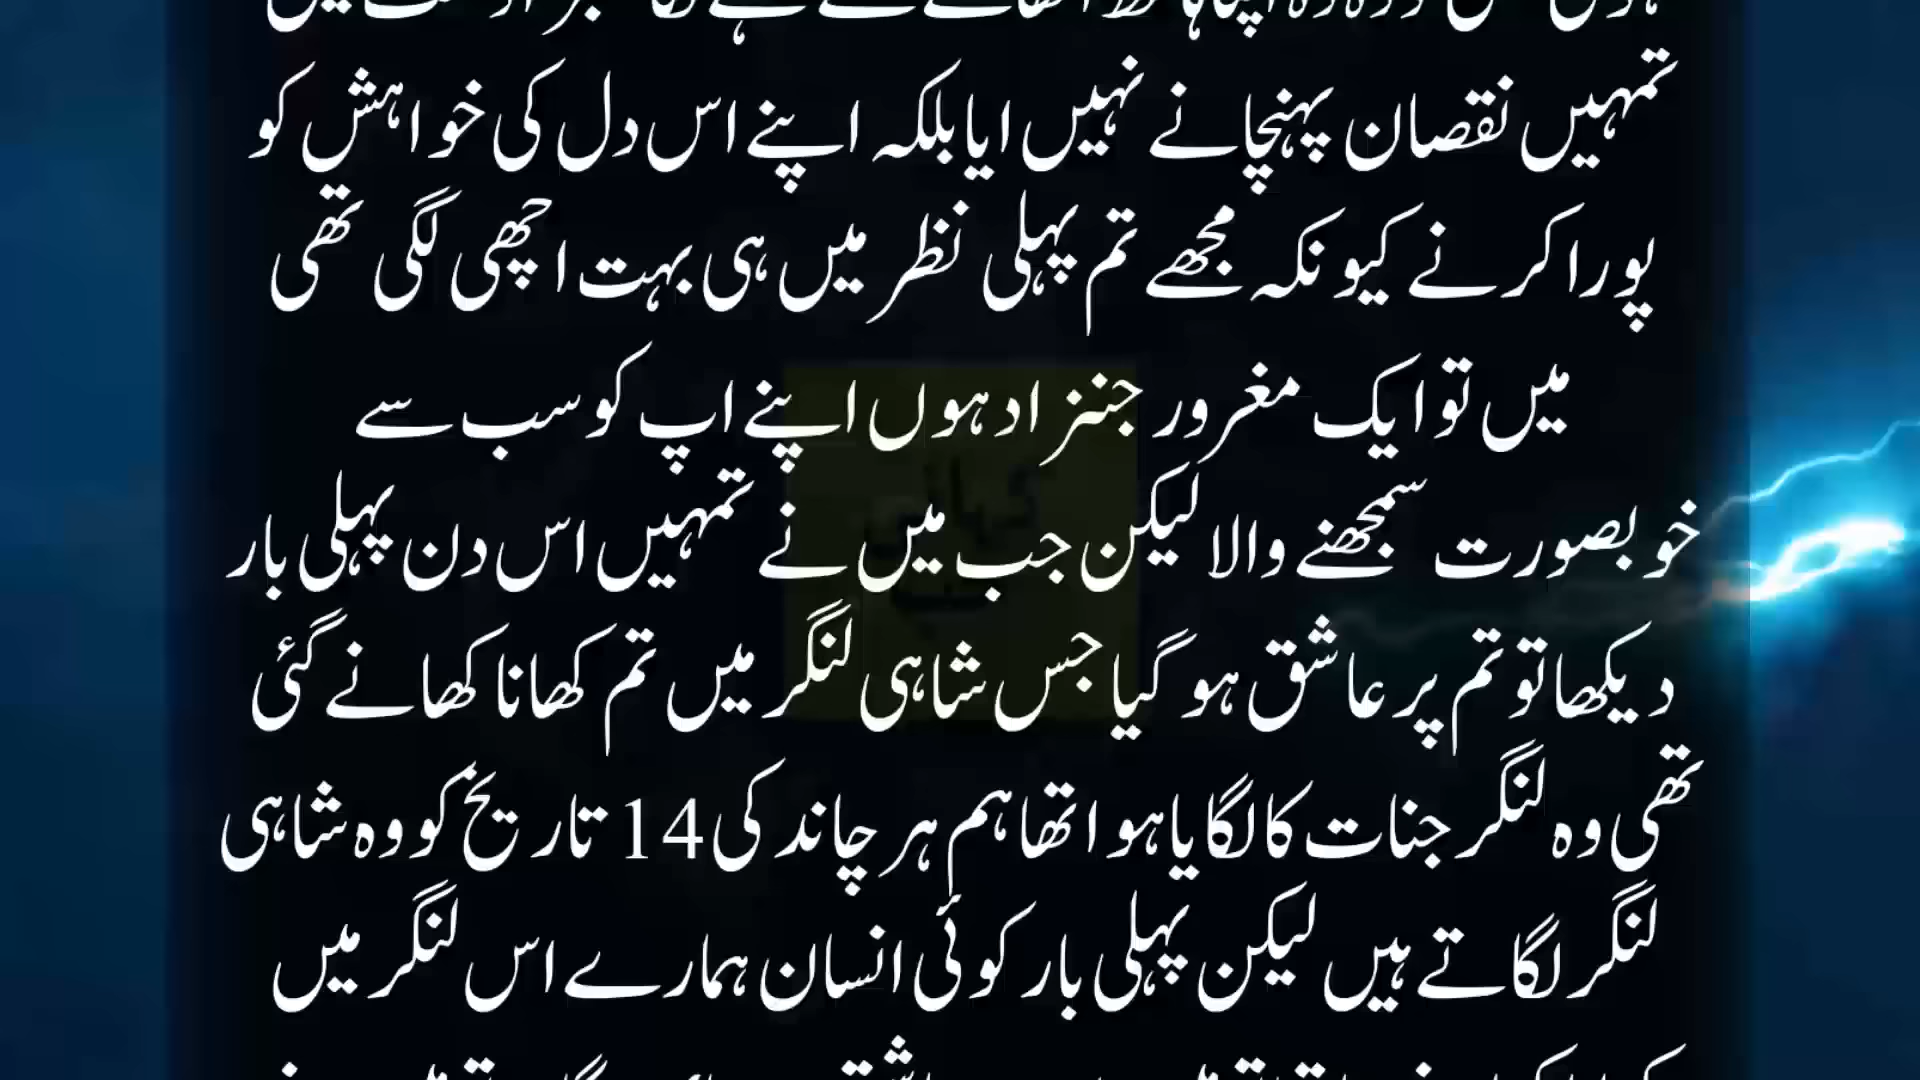 تمہیں نقصان پہنچانے نہیں ایا بلکہ اپنے اس دل کی خواہش کو
پورا کرنے کیونکہ مجھے تم پہلی نظر میں ہی بہت اچھی لگی تھی
میں تو ایک مغرور جنزاد ہوں اپنے اپ کو سب سے
خوبصورت سمجھنے والا لیکن جب میں نے تمہیں اس دن پہلی بار
دیکھا تو تم پر عاشق ہو گیا جس شاہی لنگر میں تم کھانا کھانے گئی
تھی وہ لنگر جنات کا لگایا ہوا تھا ہم ہر چاند کی 14 تاریخ کو وہ شاہی
لنگر لگاتے ہیں لیکن پہلی بار کوئی انسان ہمارے اس لنگر میں